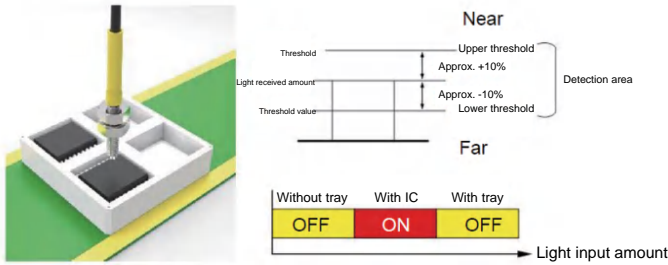 Near
Threshold
Upper threshold
Approx. +10%
Light received amount
Detection area
Approx. -10%
Threshold value
Lower threshold
Far
Without tray With IC With tray
OFF ON OFF
Light input amount